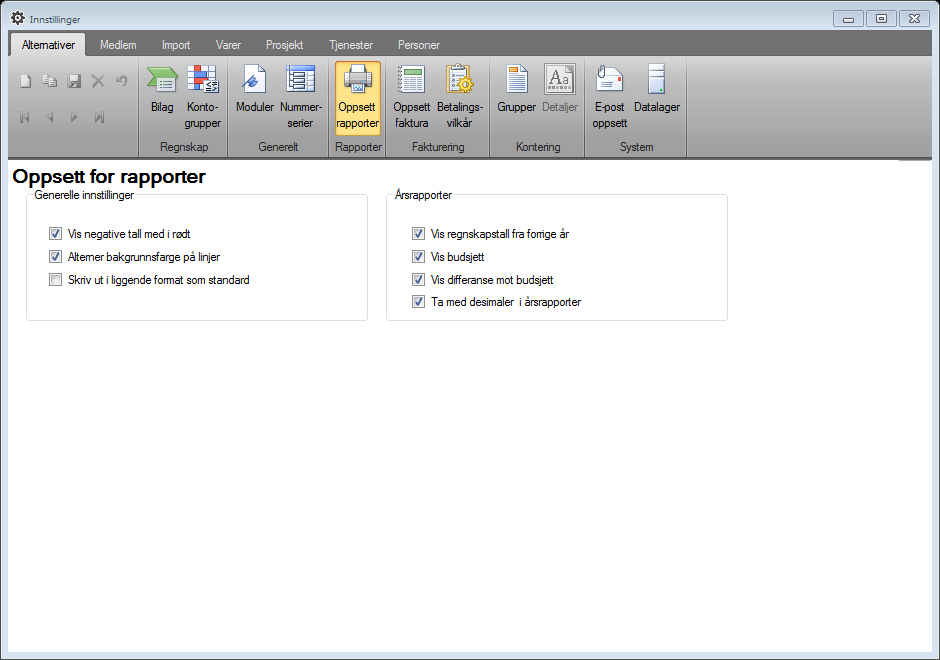 Innstillinger
Alternativer Medlem Import Varer Prosjekt Tjenester Personer
Bilag Konto-grupper Moduler Nummer-serier Oppsett rapporter Oppsett faktura Betalings-vilkår Grupper Aa Detaljer E-post oppsett Datalager
Regnskap Generelt Rapporter Fakturering Kontering System
Oppsett for rapporter
Generelle innstillinger
Vis negative tall med i rødt
Alterner bakgrunnsfarge på linjer
Skriv ut i liggende format som standard
Årsrapporter
Vis regnskapstall fra forrige år
Vis budsjett
Vis differanse mot budsjett
Ta med desimaler i årsrapporter